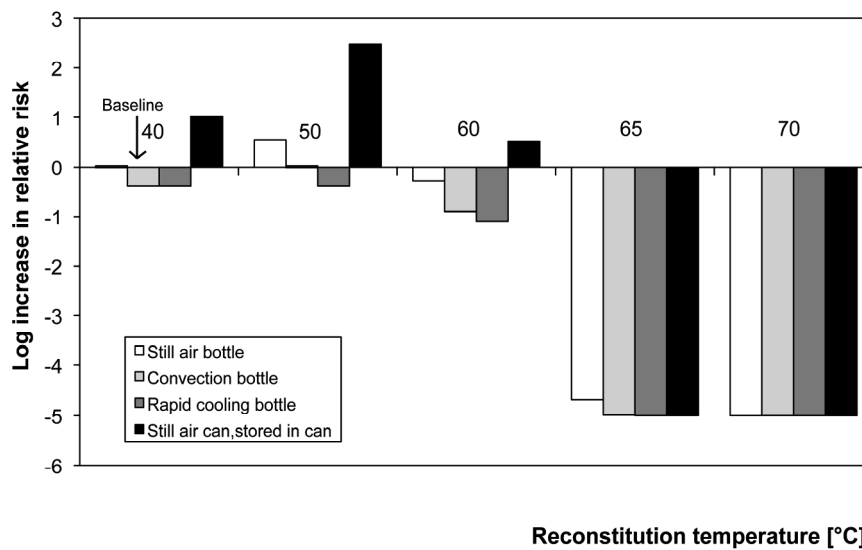 Log increase in relative risk
3
2
1
0
-1
-2
-3
-4
-5
-6
Baseline
40
50
60
65
70
Still air bottle
Convection bottle
Rapid cooling bottle
Still air can,stored in can
Reconstitution temperature [°C]